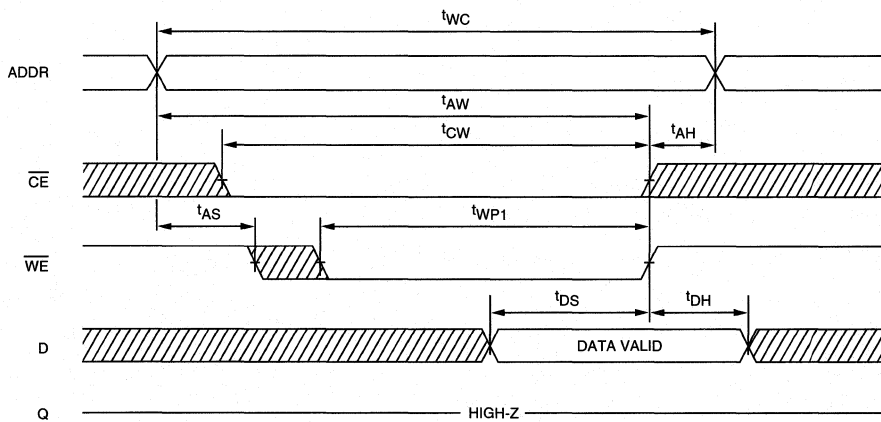 tWC
ADDR
tAW
tCW
tAH
CE
tAS
tWP1
WE
tDS
tDH
D
DATA VALID
Q
HIGH-Z